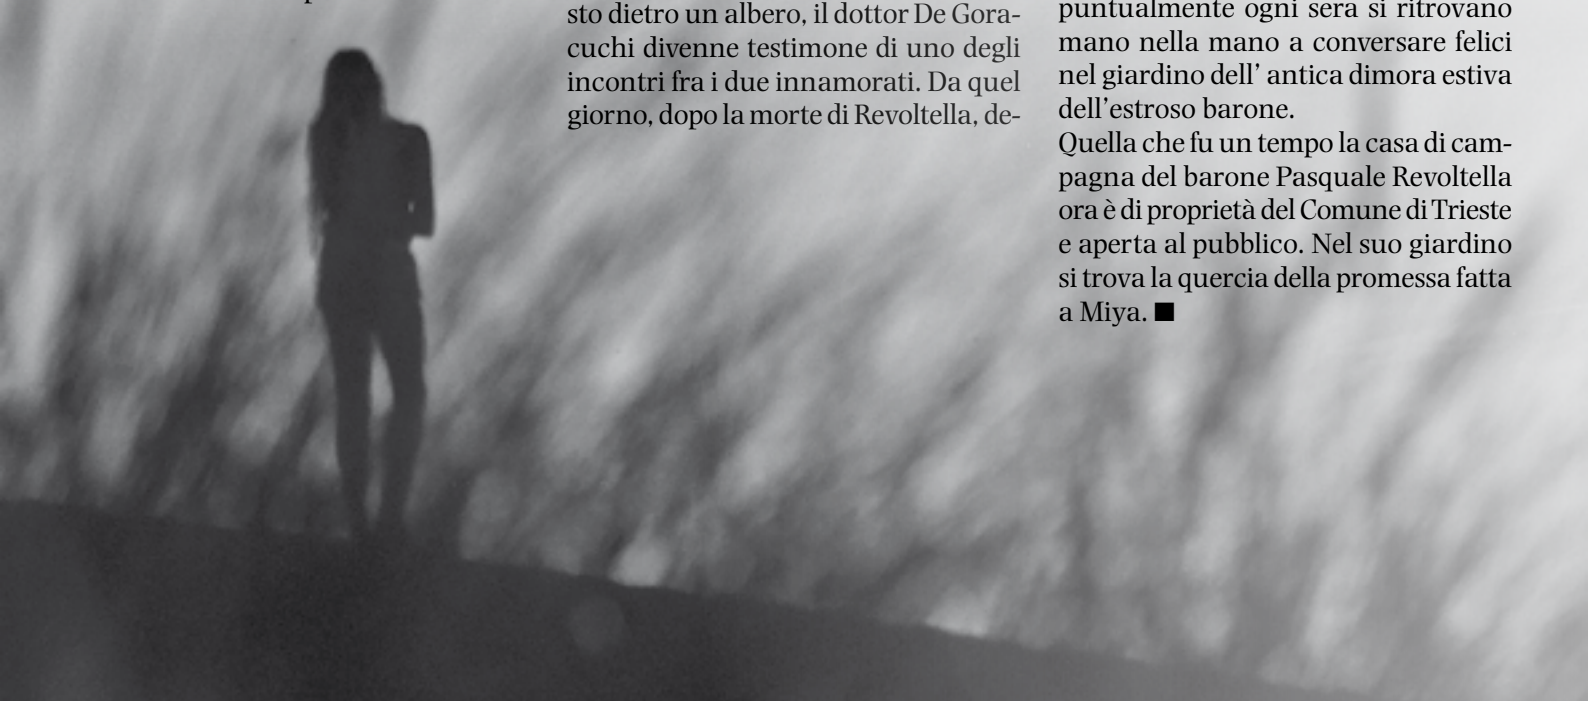 sto dietro un albero, il dottor De Gora-
cuchi divenne testimone di uno degli
incontri fra i due innamorati. Da quel
giorno, dopo la morte di Revoltella, de-
puntualmente ogni sera si ritrovano
mano nella mano a conversare felici
nel giardino dell’ antica dimora estiva
dell’estroso barone.
Quella che fu un tempo la casa di cam-
pagna del barone Pasquale Revoltella
ora è di proprietà del Comune di Trieste
e aperta al pubblico. Nel suo giardino
si trova la quercia della promessa fatta
a Miya. ■